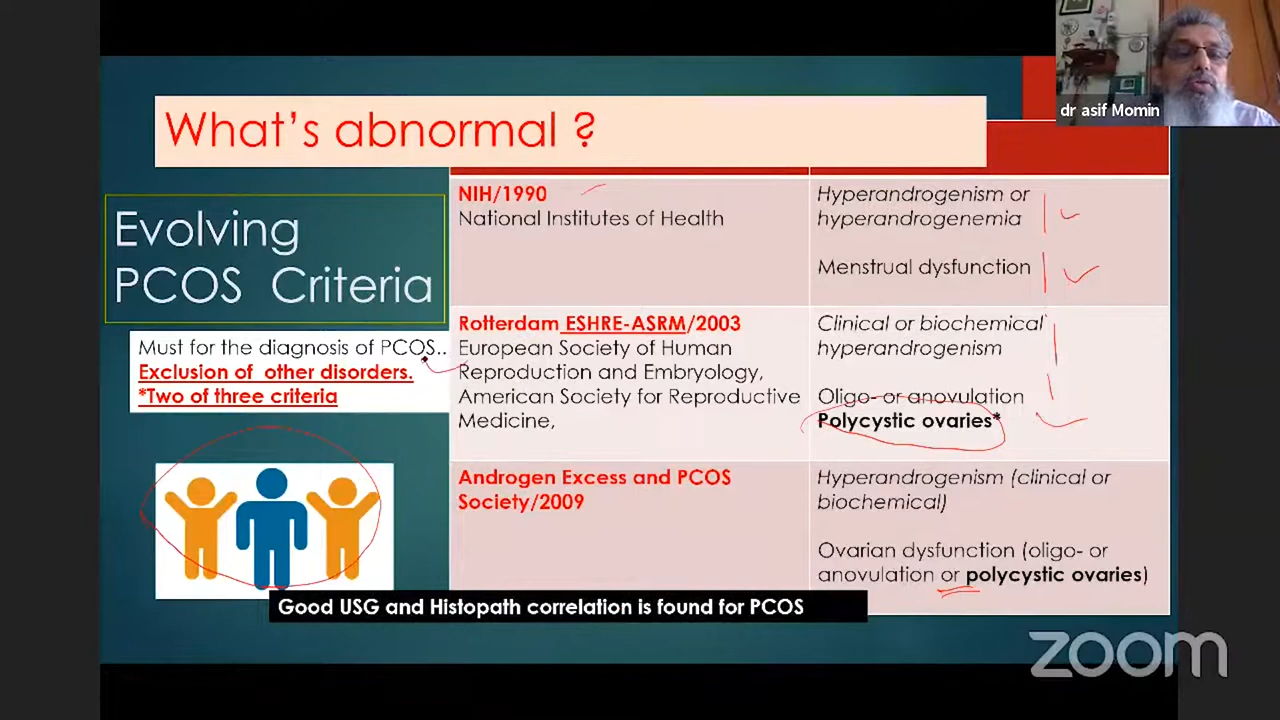 dr asif Momin
What's abnormal ?
Evolving
PCOS Criteria
Must for the diagnosis of PCOS..
Exclusion of other disorders.
*Two of three criteria
NIH/1990
National Institutes of Health
Hyperandrogenism or
hyperandrogenemia
Menstrual dysfunction
Rotterdam ESHRE-ASRM/2003
European Society of Human
Reproduction and Embryology,
American Society for Reproductive
Medicine,
Clinical or biochemical
hyperandrogenism
Oligo- or anovulation
Polycystic ovaries*
Androgen Excess and PCOS
Society/2009
Hyperandrogenism (clinical or
biochemical)
Ovarian dysfunction (oligo- or
anovulation or polycystic ovaries)
Good USG and Histopath correlation is found for PCOS
zoom